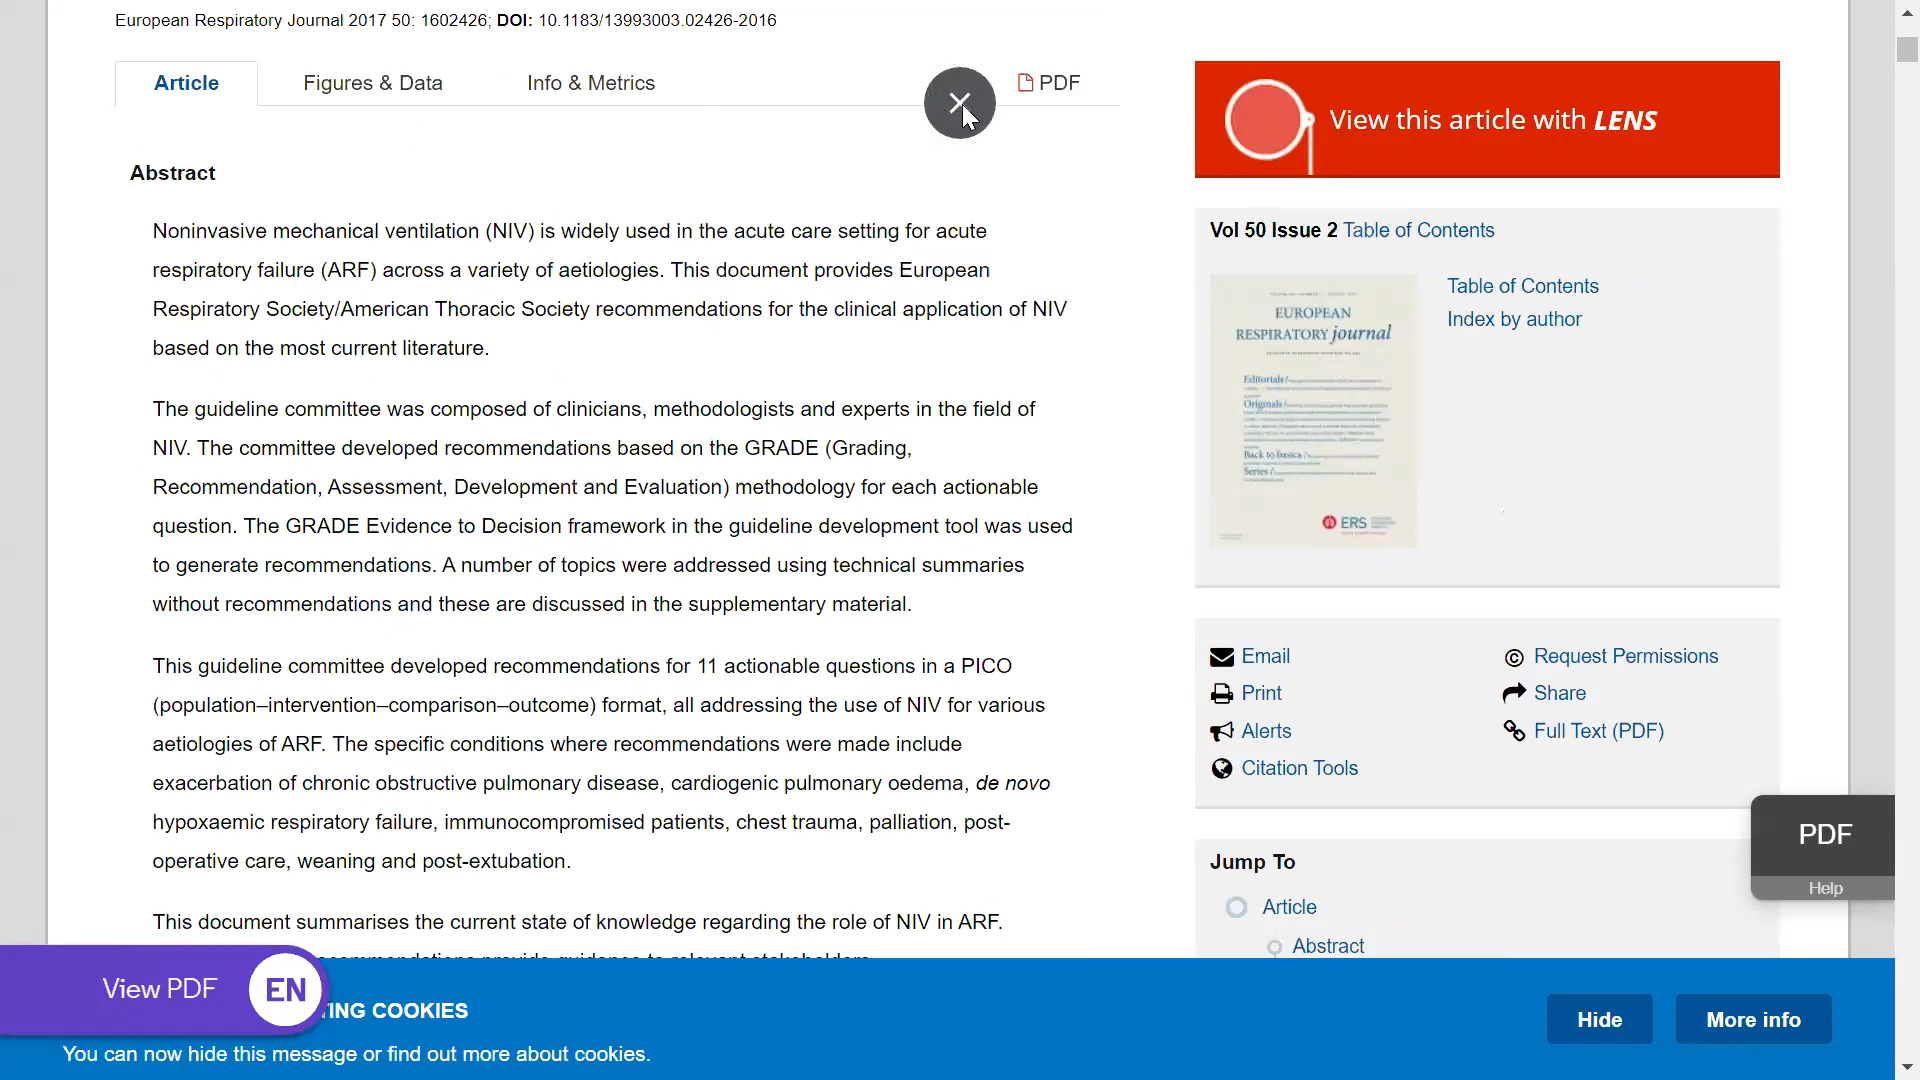 European Respiratory Journal 2017 50: 1602426; DOI: 10.1183/13993003.02426-2016
Article
Figures & Data
Info & Metrics
PDF
Abstract
Noninvasive mechanical ventilation (NIV) is widely used in the acute care setting for acute
respiratory failure (ARF) across a variety of aetiologies. This document provides European
Respiratory Society/American Thoracic Society recommendations for the clinical application of NIV
based on the most current literature.
The guideline committee was composed of clinicians, methodologists and experts in the field of
NIV. The committee developed recommendations based on the GRADE (Grading,
Recommendation, Assessment, Development and Evaluation) methodology for each actionable
question. The GRADE Evidence to Decision framework in the guideline development tool was used
to generate recommendations. A number of topics were addressed using technical summaries
without recommendations and these are discussed in the supplementary material.
This guideline committee developed recommendations for 11 actionable questions in a PICO
(population–intervention–comparison–outcome) format, all addressing the use of NIV for various
aetiologies of ARF. The specific conditions where recommendations were made include
exacerbation of chronic obstructive pulmonary disease, cardiogenic pulmonary oedema, de novo
hypoxaemic respiratory failure, immunocompromised patients, chest trauma, palliation, post-
operative care, weaning and post-extubation.
This document summarises the current state of knowledge regarding the role of NIV in ARF.
View this article with LENS
Vol 50 Issue 2 Table of Contents
EUROPEAN
RESPIRATORY journal
Editorials /
Originals /
Back to basics /
Series /
ERS
Table of Contents
Index by author
Email
Print
Alerts
Citation Tools
Request Permissions
Share
Full Text (PDF)
Jump To
Article
Abstract
PDF
Help
View PDF
EN
TING COOKIES
You can now hide this message or find out more about cookies.
Hide
More info